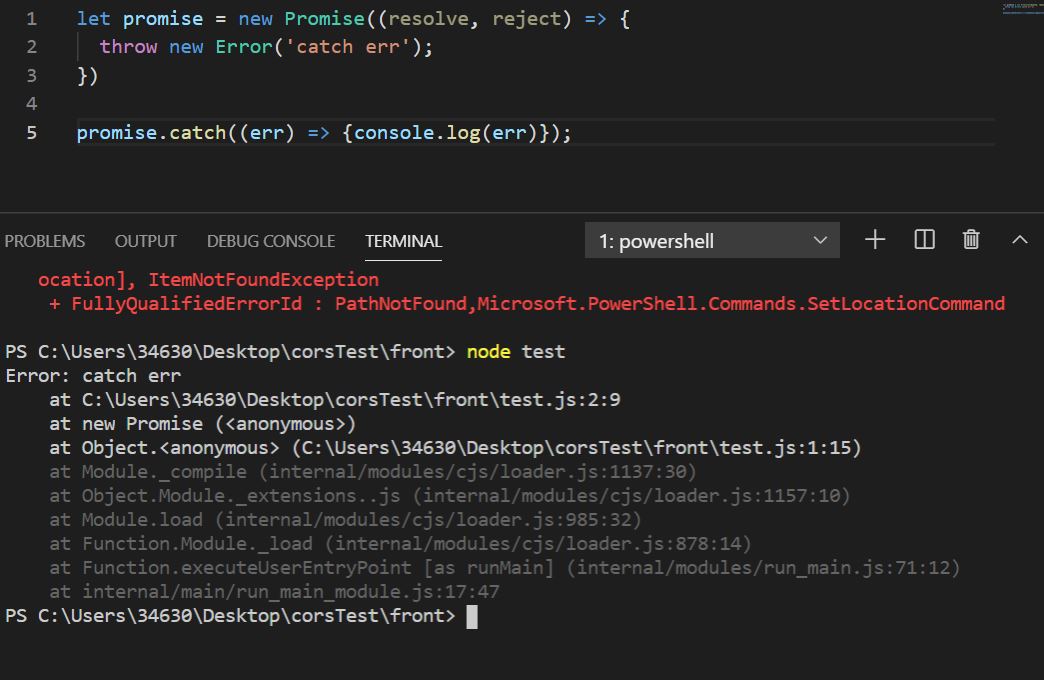 1 let promise = new Promise((resolve, reject) => {
2   throw new Error('catch err');
3 })
4
5 promise.catch((err) => {console.log(err)});
PROBLEMS OUTPUT DEBUG CONSOLE TERMINAL 1: powershell
ocation], ItemNotFoundException
+ FullyQualifiedErrorId : PathNotFound,Microsoft.PowerShell.Commands.SetLocationCommand
PS C:\Users\34630\Desktop\corsTest\front> node test
Error: catch err
at C:\Users\34630\Desktop\corsTest\front\test.js:2:9
at new Promise (<anonymous>)
at Object.<anonymous> (C:\Users\34630\Desktop\corsTest\front\test.js:1:15)
at Module._compile (internal/modules/cjs/loader.js:1137:30)
at Object.Module._extensions..js (internal/modules/cjs/loader.js:1157:10)
at Module.load (internal/modules/cjs/loader.js:985:32)
at Function.Module._load (internal/modules/cjs/loader.js:878:14)
at Function.executeUserEntryPoint [as runMain] (internal/modules/run_main.js:71:12)
at internal/main/run_main_module.js:17:47
PS C:\Users\34630\Desktop\corsTest\front>